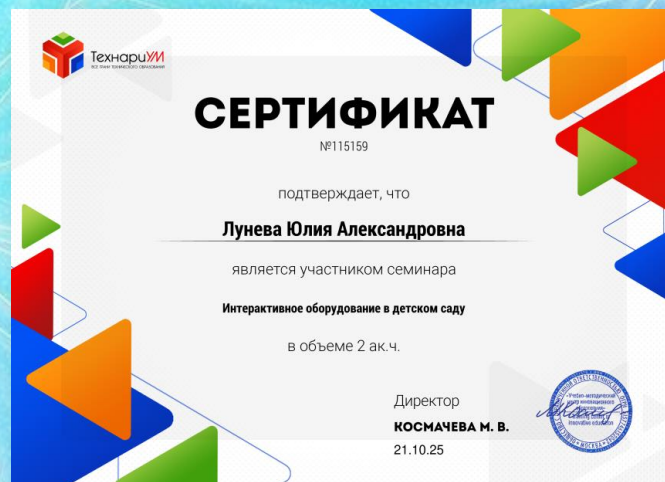 ТехнариУМ
СЕРТИФИКАТ
№115159
подтверждает, что
Лунева Юлия Александровна
является участником семинара
Интерактивное оборудование в детском саду
в объеме 2 ак.ч.
Директор
КОСМАЧЕВА М. В.
21.10.25